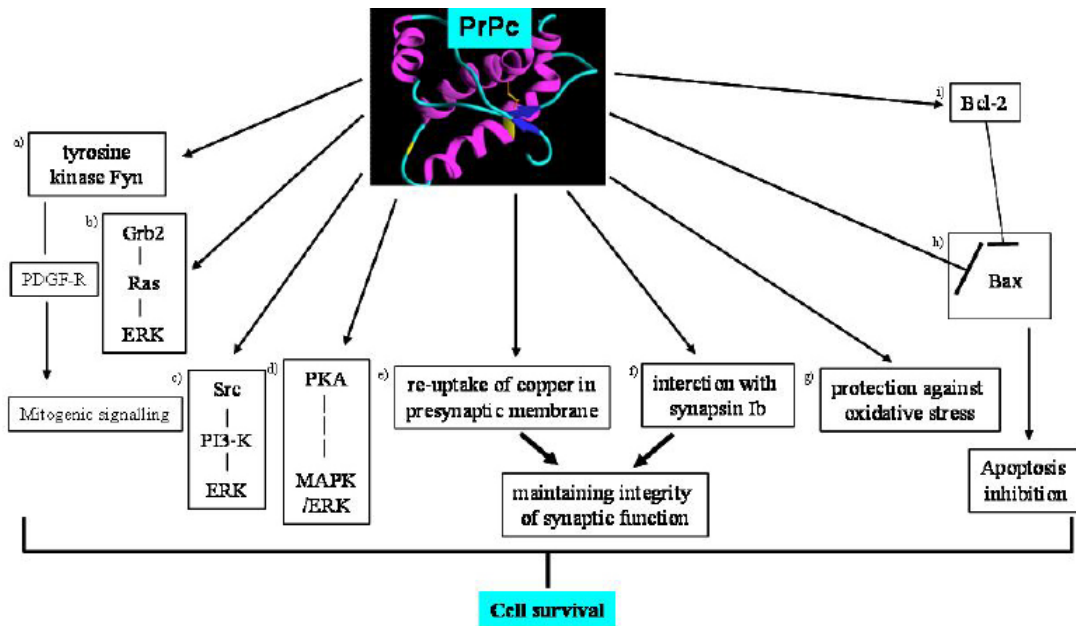 PrPc
a)
tyrosine
kinase Fyn
PDGF-R
Mitogenic signalling
b)
Grb2
Ras
ERK
c)
Src
PI3-K
ERK
d)
PKA
MAPK
/ERK
e)
re-uptake of copper in
presynaptic membrane
f)
interction with
synapsin Ib
maintaining integrity
of synaptic function
g)
protection against
oxidative stress
h)
Bax
i)
Bcl-2
Apoptosis
inhibition
Cell survival